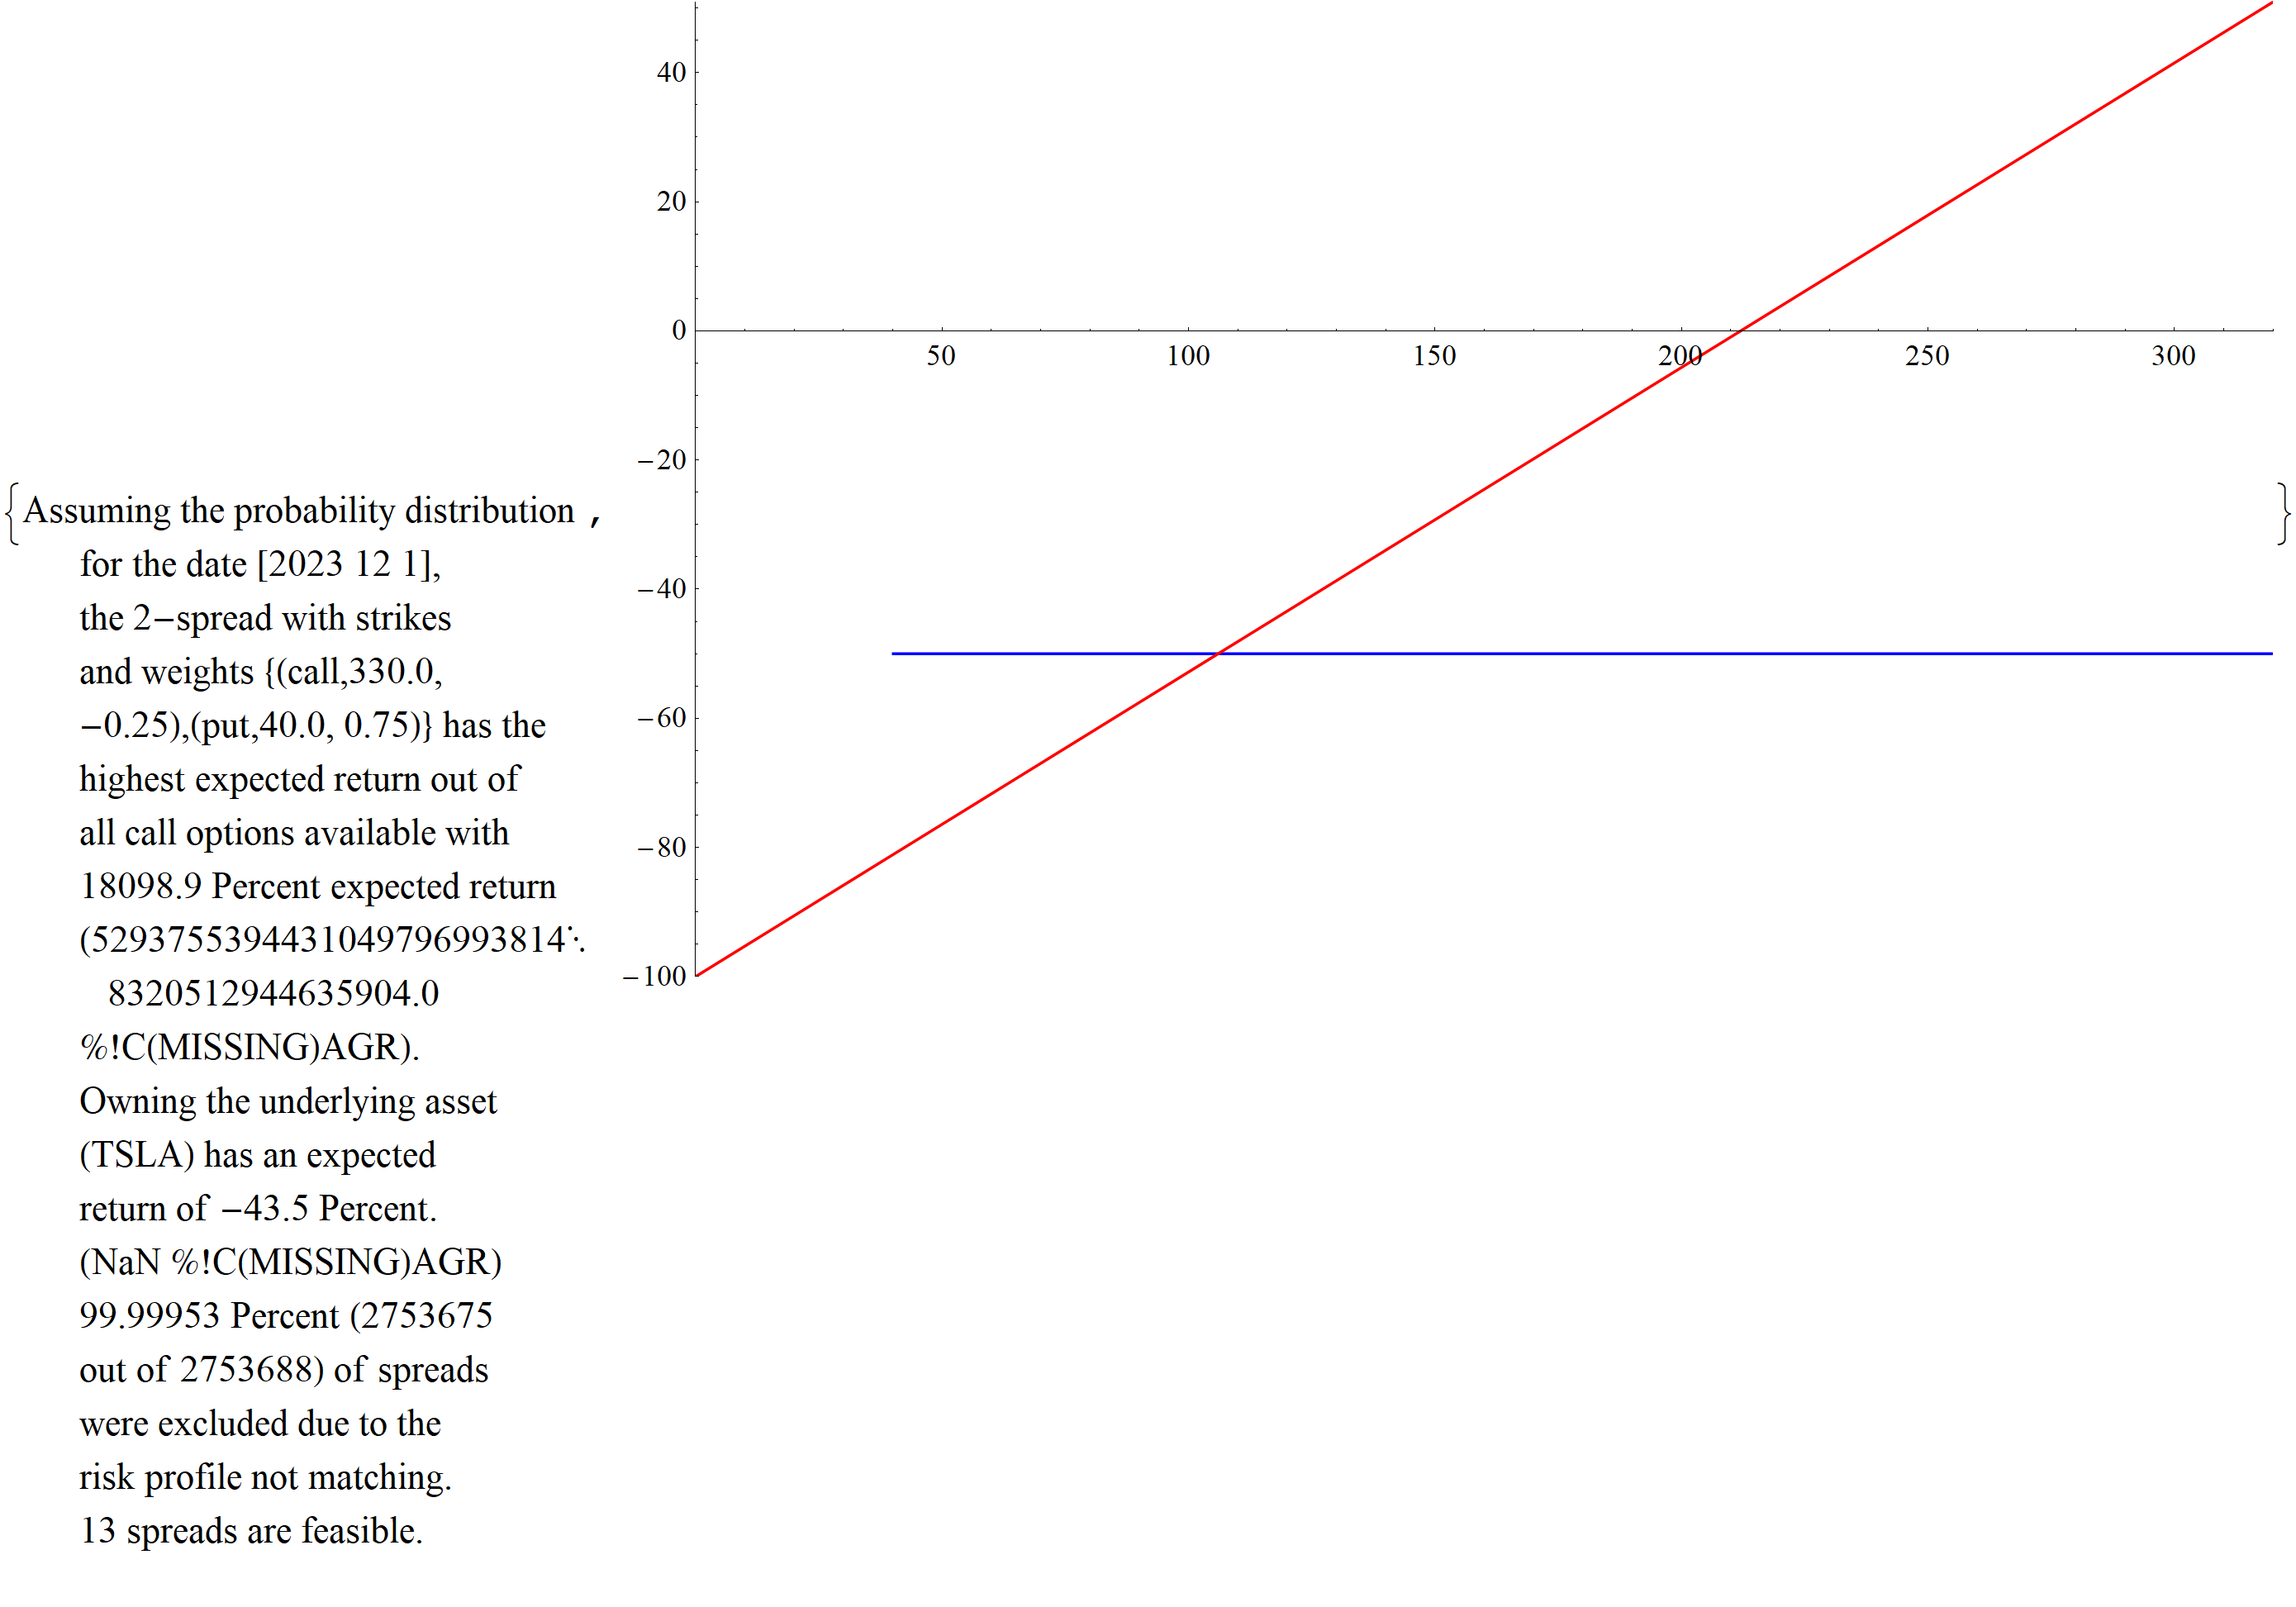 {Assuming the probability distribution ,
for the date [2023 12 1],
the 2−spread with strikes
and weights {(call,330.0,
−0.25),(put,40.0, 0.75)} has the
highest expected return out of
all call options available with
18098.9 Percent expected return
(5293755394431049796993814⋱
8320512944635904.0
%!C(MISSING)AGR).
Owning the underlying asset
(TSLA) has an expected
return of −43.5 Percent.
(NaN %!C(MISSING)AGR)
99.99953 Percent (2753675
out of 2753688) of spreads
were excluded due to the
risk profile not matching.
13 spreads are feasible.
40
20
0
−20
−40
−60
−80
−100
50 100 150 200 250 300
}